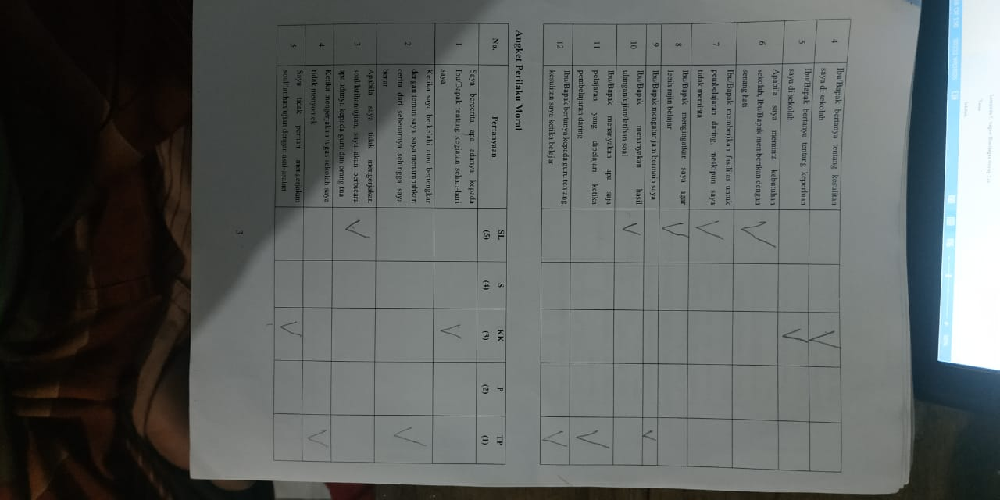 4 Ibu/Bapak bertanya tentang kesulitan
saya di sekolah
5 Ibu/Bapak bertanya tentang keperluan
saya di sekolah
6 Apabila saya meminta kebutuhan
sekolah, Ibu/Bapak memberikan dengan
senang hati
7 Ibu/Bapak memberikan fasilitas untuk
pembelajaran daring, meskipun saya
tidak meminta
8 Ibu/Bapak mengingatkan saya agar
lebih rajin belajar
9 Ibu/Bapak mengatur jam bermain saya
10 Ibu/Bapak menanyakan hasil
ulangan/ujian/latihan soal
11 Ibu/Bapak menanyakan apa saja
pelajaran yang dipelajari ketika
pembelajaran daring
12 Ibu/Bapak bertanya kepada guru tentang
kesulitan saya ketika belajar
Angket Perilaku Moral
No. Pertanyaan SL S KK P TP
(5) (4) (3) (2) (1)
1 Saya bercerita apa adanya kepada
Ibu/Bapak tentang kegiatan sehari-hari
saya
2 Ketika saya berkelahi atau bertengkar
dengan teman saya, saya menambahkan
cerita dari sebenarnya sehingga saya
benar
3 Apabila saya tidak mengerjakan
soal/latihan/ujian, saya akan berbicara
apa adanya kepada guru dan orang tua
4 Ketika mengerjakan tugas sekolah saya
tidak menyontek
5 Saya tidak pernah mengerjakan
soal/latihan/ujian dengan asal-asalan
3